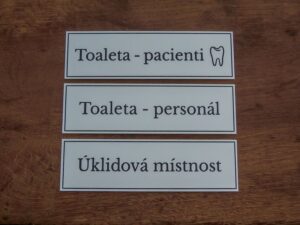 Toaleta - pacienti
Toaleta - personál
Úklidová místnost